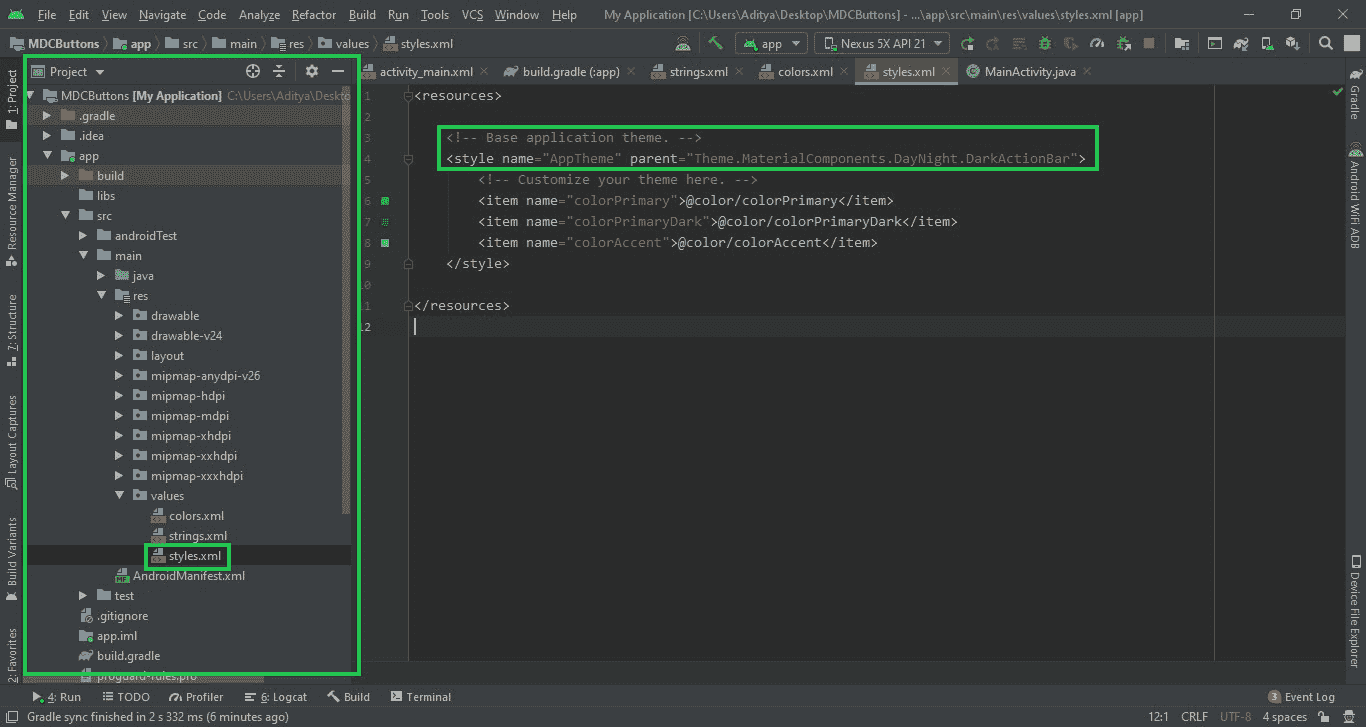 File Edit View Navigate Code Analyze Refactor Build Run Tools VCS Window Help My Application [C:\Users\Aditya\Desktop\MDCButtons] - ...\app\src\main\res\values\styles.xml [app]
MDCButtons app src main res values styles.xml app Nexus 5X API 21
Project activity_main.xml build.gradle (:app) strings.xml colors.xml styles.xml MainActivity.java
MDCButtons [My Application] C:\Users\Aditya\Deskto
.gradle
.idea
app
build
libs
src
androidTest
main
java
res
drawable
drawable-v24
layout
mipmap-anydpi-v26
mipmap-hdpi
mipmap-mdpi
mipmap-xhdpi
mipmap-xxhdpi
mipmap-xxxhdpi
values
colors.xml
strings.xml
styles.xml
AndroidManifest.xml
test
.gitignore
app.iml
build.gradle
proguard-rules.pro
1 <resources>
2
3 <!-- Base application theme. -->
4 <style name="AppTheme" parent="Theme.MaterialComponents.DayNight.DarkActionBar">
5 <!-- Customize your theme here. -->
6 <item name="colorPrimary">@color/colorPrimary</item>
7 <item name="colorPrimaryDark">@color/colorPrimaryDark</item>
8 <item name="colorAccent">@color/colorAccent</item>
9 </style>
10
11 </resources>
12
1: Project
Resource Manager
7: Structure
Layout Captures
Build Variants
2: Favorites
Gradle
Android WiFi ADB
Device File Explorer
4: Run TODO Profiler 6: Logcat Build Terminal 3 Event Log
Gradle sync finished in 2 s 332 ms (6 minutes ago) 12:1 CRLF UTF-8 4 spaces